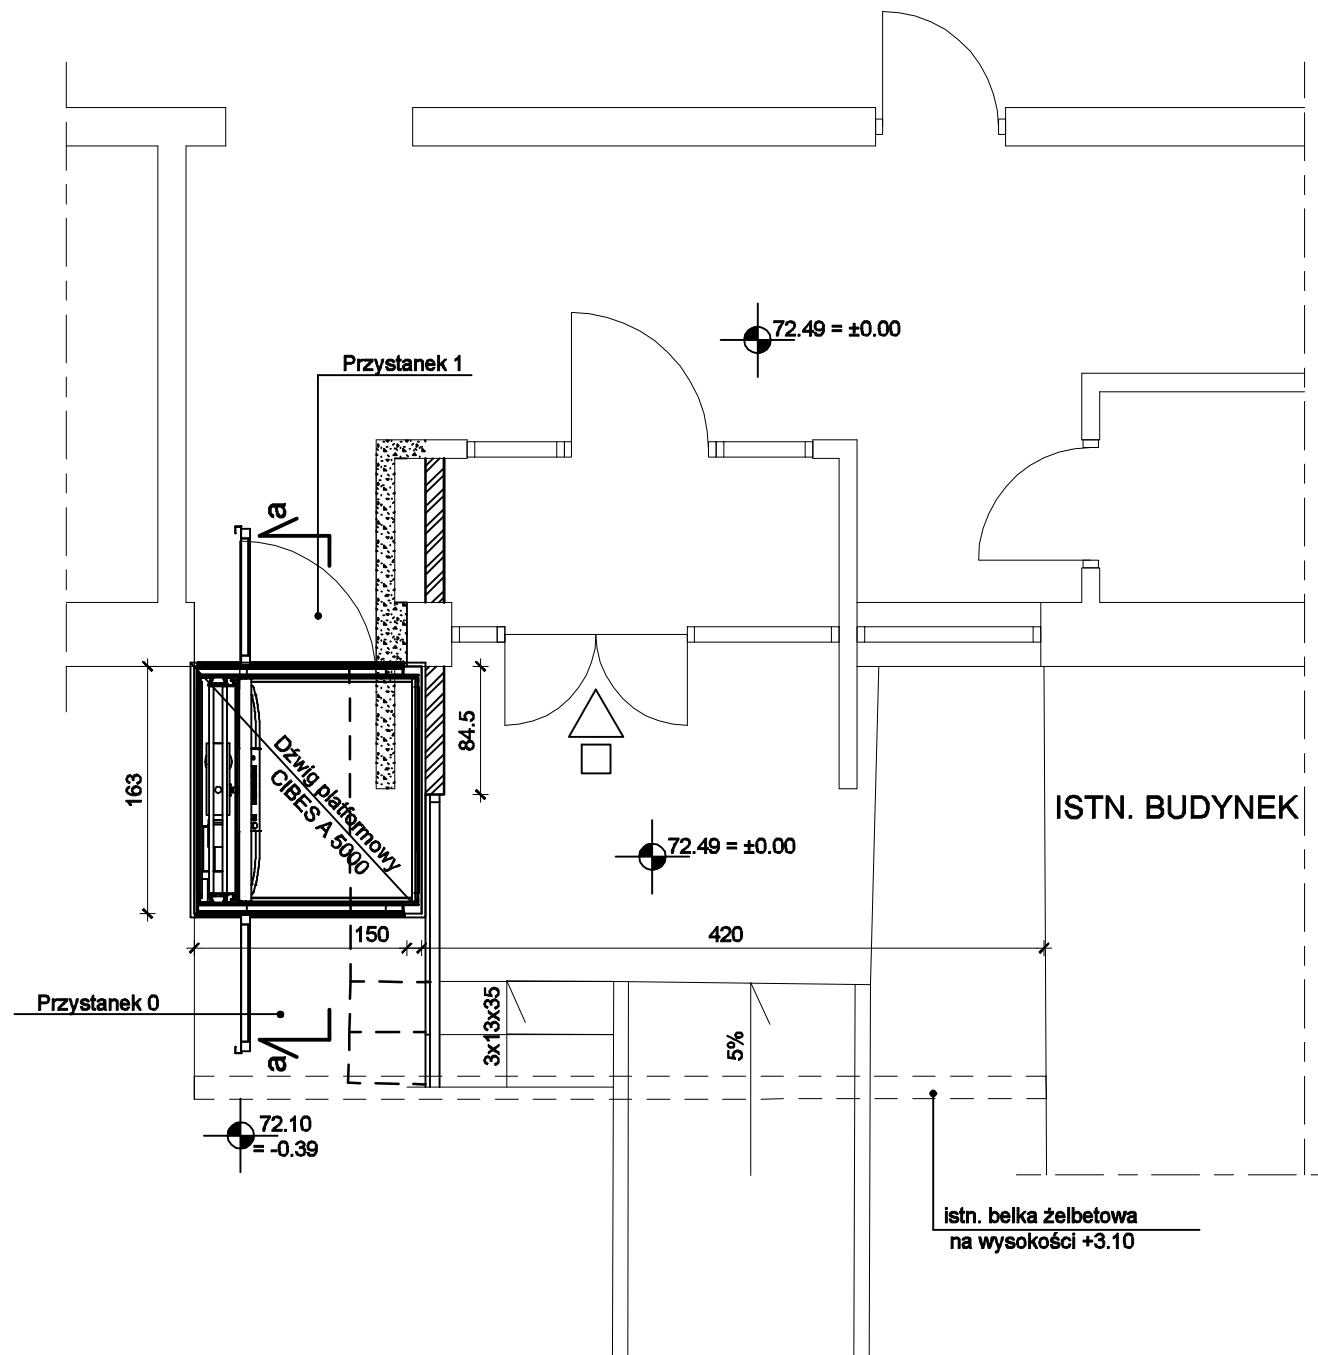 72.49 = ±0.00
Przystanek 1
a
84.5
163
Dźwig platformowy
CIBES A 5000
ISTN. BUDYNEK
72.49 = ±0.00
150
420
Przystanek 0
3x13x35
5%
a
72.10
= -0.39
istn. belka żelbetowa
na wysokości +3.10